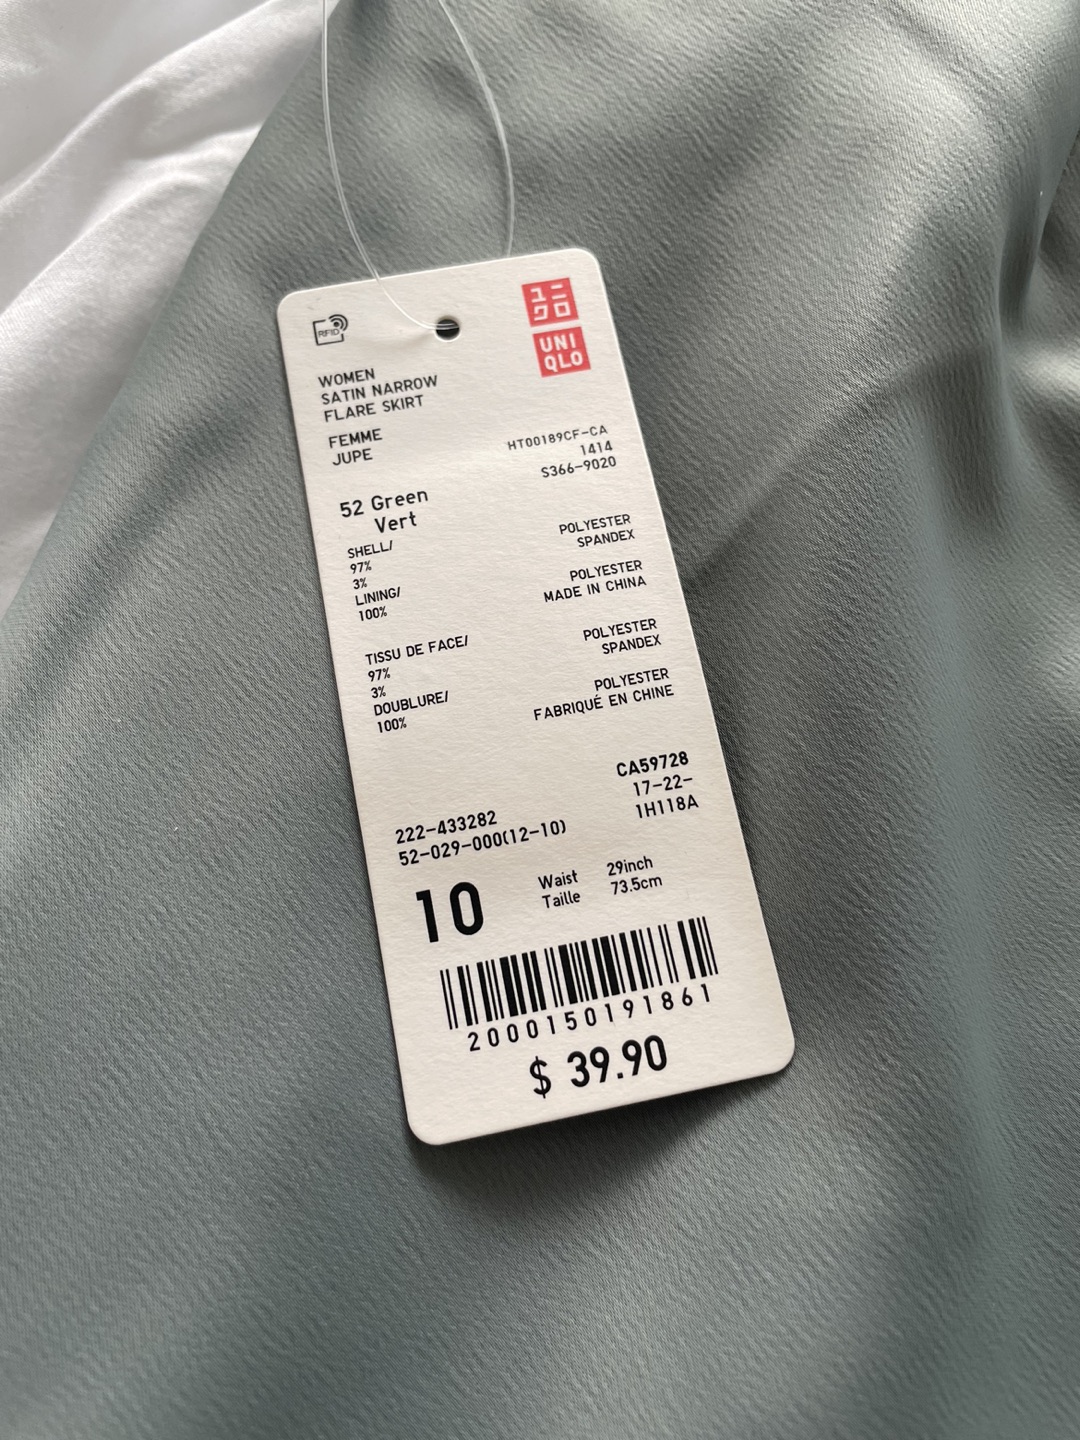 RFID
ユニ
クロ
UNI
QLO
WOMEN
SATIN NARROW
FLARE SKIRT
FEMME
JUPE
HT00189CF-CA
1414
S366-9020
52 Green
Vert
SHELL/
97% POLYESTER
3% SPANDEX
LINING/
100% POLYESTER
MADE IN CHINA
TISSU DE FACE/
97% POLYESTER
3% SPANDEX
DOUBLURE/
100% POLYESTER
FABRIQUÉ EN CHINE
CA59728
17-22-
1H118A
222-433282
52-029-000(12-10)
10
Waist 29inch
Taille 73.5cm
2000150191861
$ 39.90